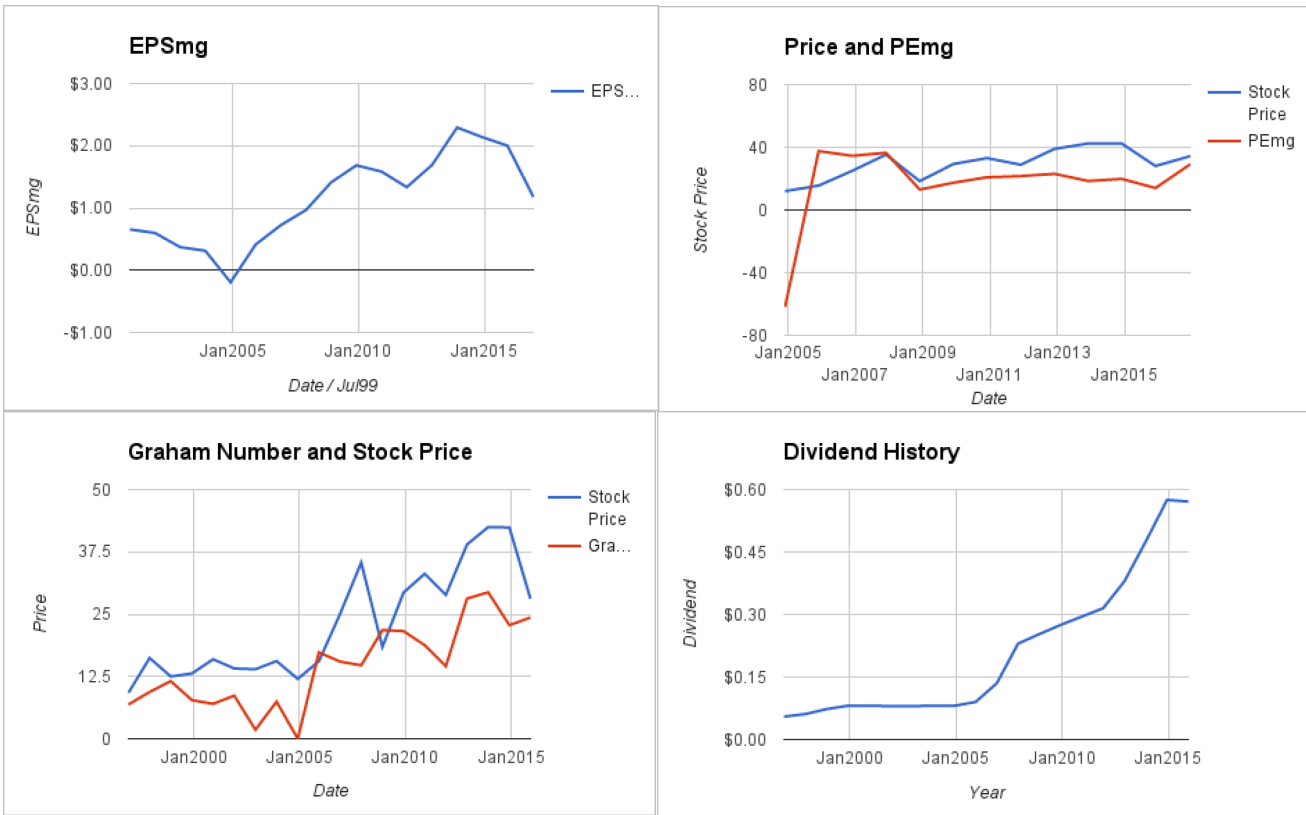 EPSmg
$3.00
$2.00
$1.00
$0.00
-$1.00
EPSmg
EPS...
Jan2005
Jan2010
Jan2015
Date / Jul99
Price and PEmg
80
40
0
-40
-80
Stock Price
Stock
Price
PEmg
Jan2005
Jan2007
Jan2009
Jan2011
Jan2013
Jan2015
Date
Graham Number and Stock Price
50
37.5
25
12.5
0
Price
Stock
Price
Gra...
Jan2000
Jan2005
Jan2010
Jan2015
Date
Dividend History
$0.60
$0.45
$0.30
$0.15
$0.00
Dividend
Jan2000
Jan2005
Jan2010
Jan2015
Year